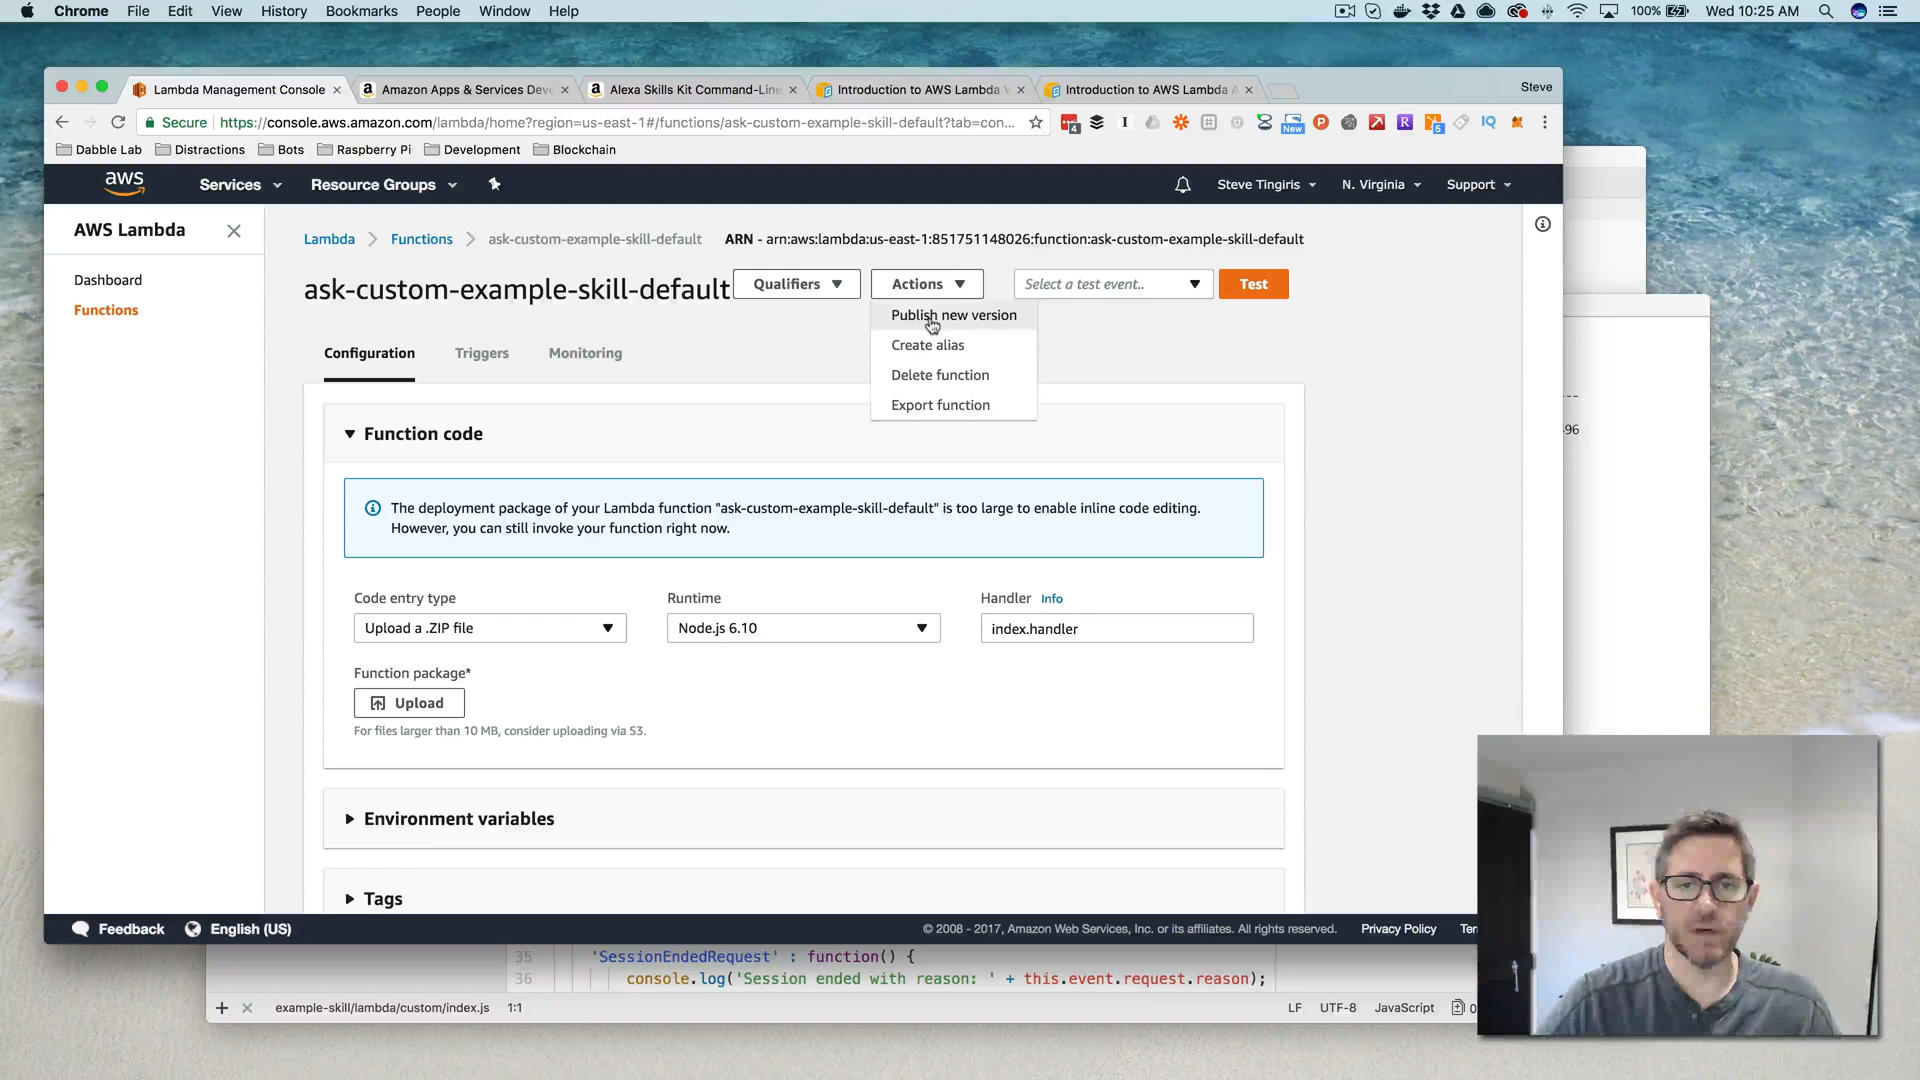 Chrome File Edit View History Bookmarks People Window Help 100% Wed 10:25 AM
Lambda Management Console
Amazon Apps & Services Dev
Alexa Skills Kit Command-Line
Introduction to AWS Lambda V
Introduction to AWS Lambda A
Steve
Secure https://console.aws.amazon.com/lambda/home?region=us-east-1#/functions/ask-custom-example-skill-default?tab=con...
4
New
5
IQ
Dabble Lab Distractions Bots Raspberry Pi Development Blockchain
aws Services Resource Groups Steve Tingiris N. Virginia Support
AWS Lambda
Dashboard
Functions
Lambda Functions ask-custom-example-skill-default ARN - arn:aws:lambda:us-east-1:851751148026:function:ask-custom-example-skill-default
ask-custom-example-skill-default Qualifiers Actions Select a test event.. Test
Publish new version
Create alias
Delete function
Export function
Configuration Triggers Monitoring
Function code
The deployment package of your Lambda function "ask-custom-example-skill-default" is too large to enable inline code editing.
However, you can still invoke your function right now.
Code entry type Runtime Handler Info
Upload a .ZIP file Node.js 6.10 index.handler
Function package*
Upload
For files larger than 10 MB, consider uploading via S3.
Environment variables
Tags
---
96
Feedback English (US) © 2008 - 2017, Amazon Web Services, Inc. or its affiliates. All rights reserved. Privacy Policy Ter
35 'SessionEndedRequest' : function() {
36 console.log('Session ended with reason: ' + this.event.request.reason);
example-skill/lambda/custom/index.js 1:1 LF UTF-8 JavaScript 0